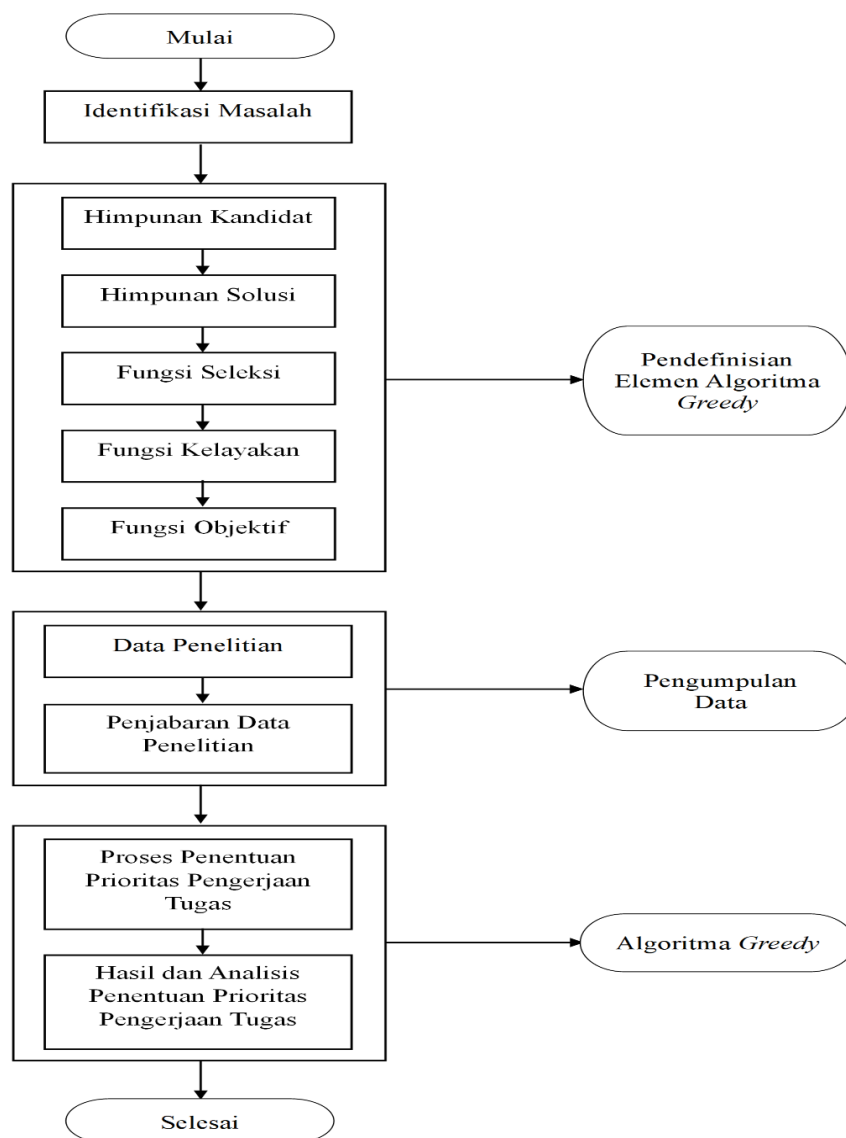 Mulai
Identifikasi Masalah
Himpunan Kandidat
Himpunan Solusi
Fungsi Seleksi
Fungsi Kelayakan
Fungsi Objektif
Pendefinisian
Elemen Algoritma
Greedy
Data Penelitian
Penjabaran Data
Penelitian
Pengumpulan
Data
Proses Penentuan
Prioritas Pengerjaan
Tugas
Hasil dan Analisis
Penentuan Prioritas
Pengerjaan Tugas
Algoritma Greedy
Selesai